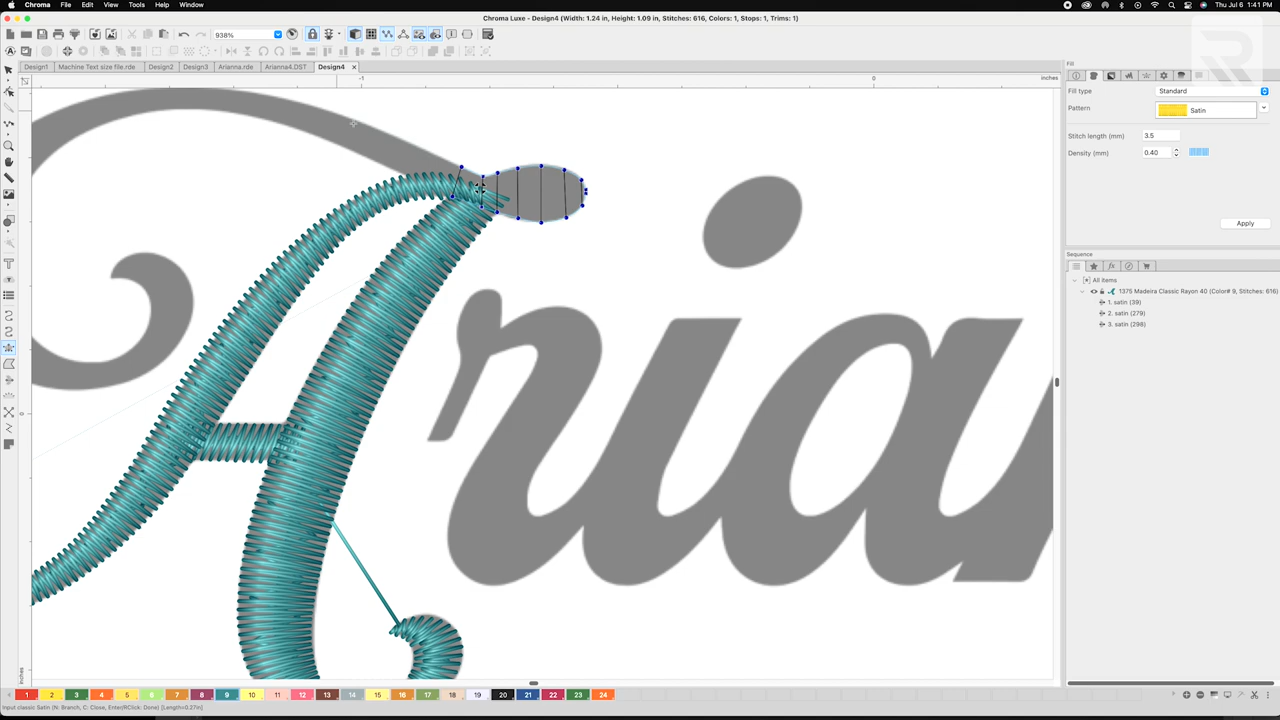 Chroma File Edit View Tools Help Window Thu Jul 6 1:41 PM
Chroma Luxe - Design4 (Width: 1.24 in, Height: 1.09 in, Stitches: 616, Colors: 1, Stops: 1, Trims: 1)
938%
Design1 Machine Text size file.rde Design2 Design3 Arianna.rde Arianna4.DST Design4
-1 0 inches
Fill
Fill type Standard
Pattern Satin
Stitch length (mm) 3.5
Density (mm) 0.40
Apply
Sequence
All items
1375 Madeira Classic Rayon 40 (Color# 9, Stitches: 616)
1. satin (39)
2. satin (279)
3. satin (298)
Aria
0
inches
1 2 3 4 5 6 7 8 9 10 11 12 13 14 15 16 17 18 19 20 21 22 23 24
Input classic Satin (N: Branch, C: Close, Enter/RClick: Done) [Length=0.27in]